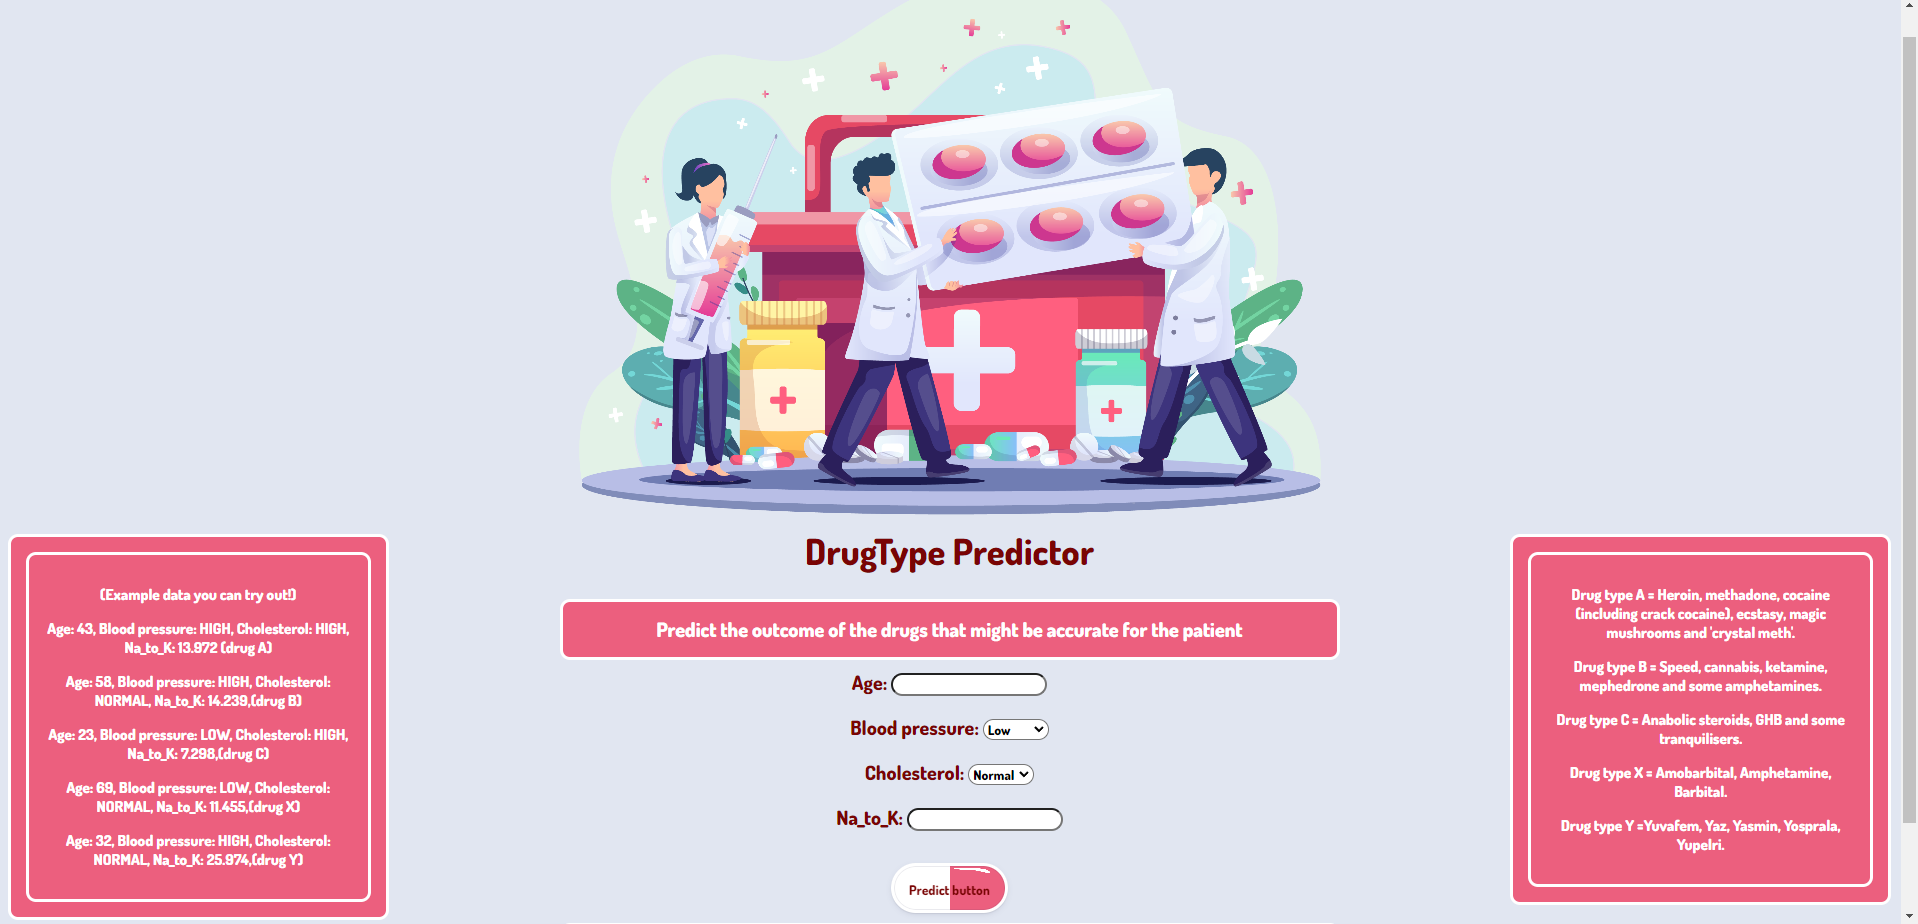 DrugType Predictor
(Example data you can try out!)
Age: 43, Blood pressure: HIGH, Cholesterol: HIGH,
Na_to_K: 13.972 (drug A)
Age: 58, Blood pressure: HIGH, Cholesterol:
NORMAL, Na_to_K: 14.239,(drug B)
Age: 23, Blood pressure: LOW, Cholesterol: HIGH,
Na_to_K: 7.298,(drug C)
Age: 69, Blood pressure: LOW, Cholesterol:
NORMAL, Na_to_K: 11.455,(drug X)
Age: 32, Blood pressure: HIGH, Cholesterol:
NORMAL, Na_to_K: 25.974,(drug Y)
Predict the outcome of the drugs that might be accurate for the patient
Age:
Blood pressure: Low
Cholesterol: Normal
Na_to_K:
Predict button
Drug type A = Heroin, methadone, cocaine
(including crack cocaine), ecstasy, magic
mushrooms and 'crystal meth'.
Drug type B = Speed, cannabis, ketamine,
mephedrone and some amphetamines.
Drug type C = Anabolic steroids, GHB and some
tranquilisers.
Drug type X = Amobarbital, Amphetamine,
Barbital.
Drug type Y =Yuvafem, Yaz, Yasmin, Yosprala,
Yupelri.